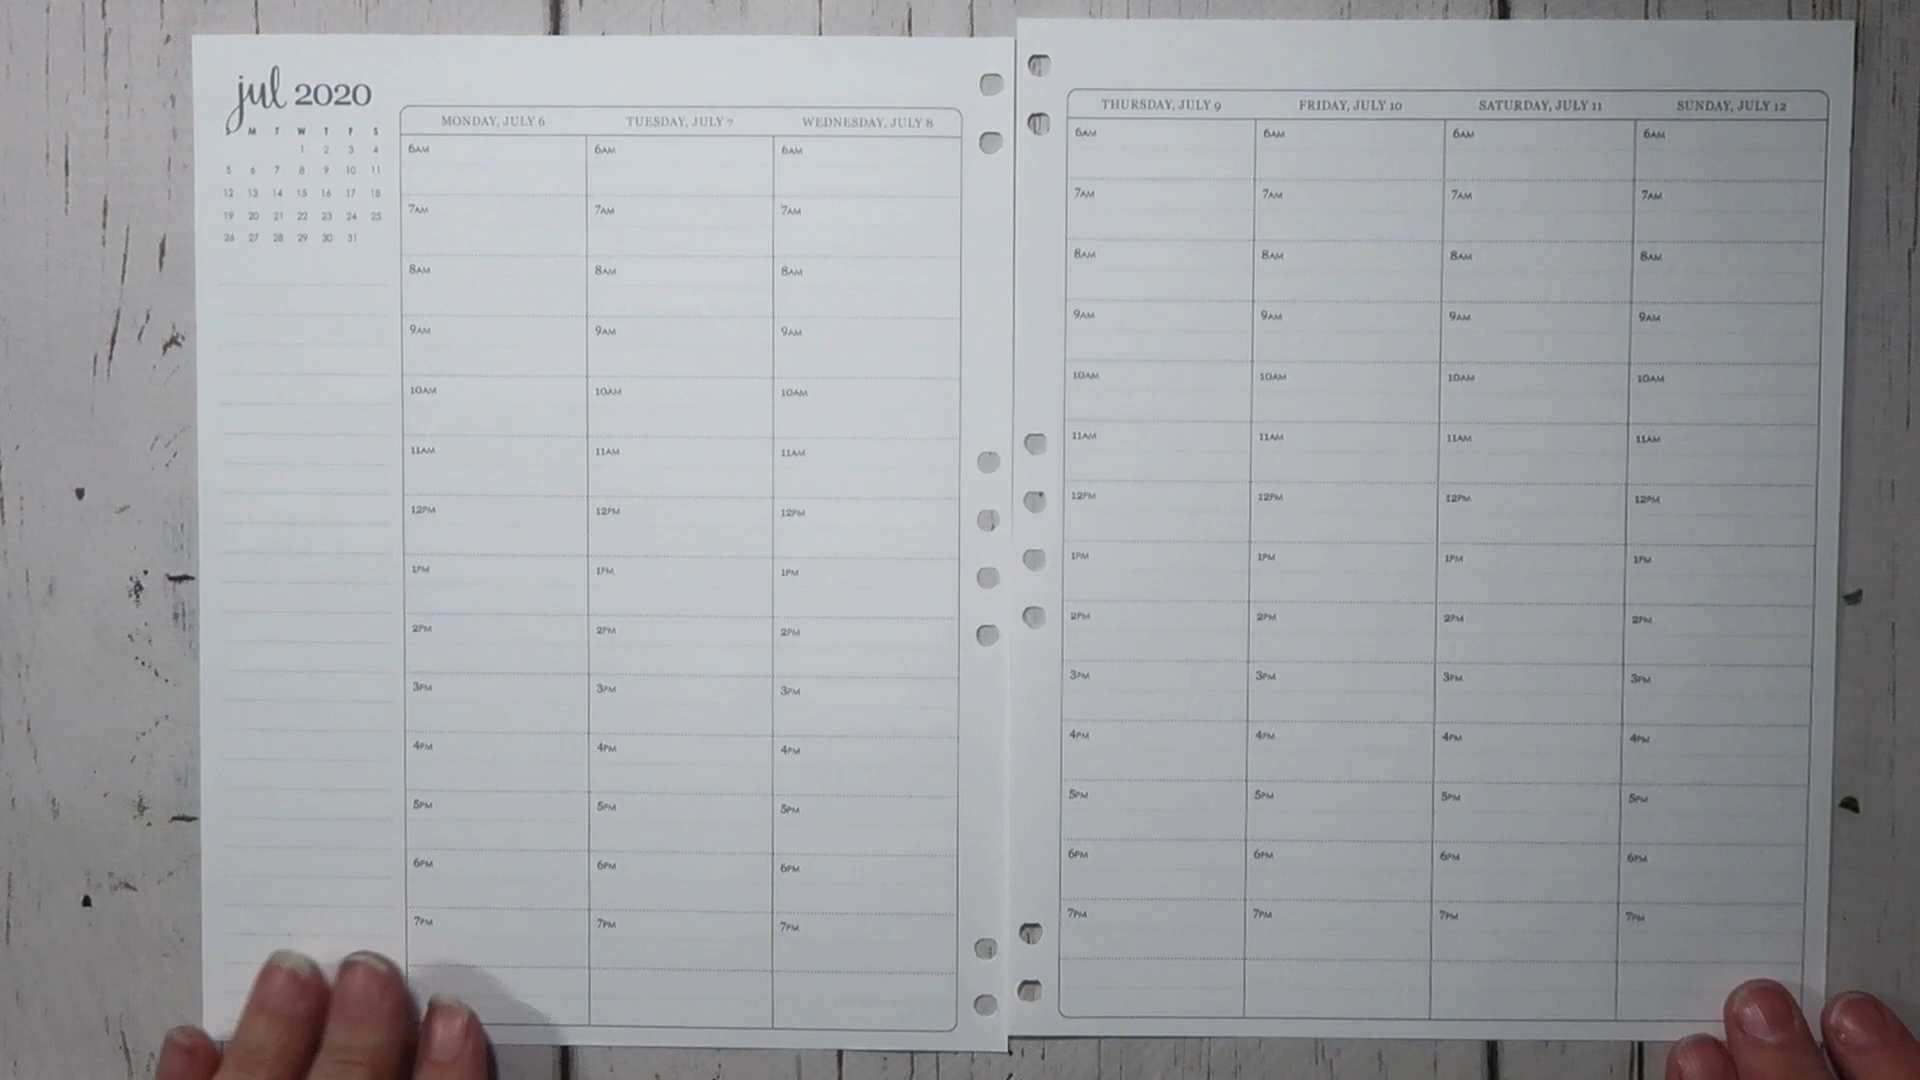 jul 2020
S M T W T F S
1 2 3 4
5 6 7 8 9 10 11
12 13 14 15 16 17 18
19 20 21 22 23 24 25
26 27 28 29 30 31
MONDAY, JULY 6 TUESDAY, JULY 7 WEDNESDAY, JULY 8
6AM 6AM 6AM
7AM 7AM 7AM
8AM 8AM 8AM
9AM 9AM 9AM
10AM 10AM 10AM
11AM 11AM 11AM
12PM 12PM 12PM
1PM 1PM 1PM
2PM 2PM 2PM
3PM 3PM 3PM
4PM 4PM 4PM
5PM 5PM 5PM
6PM 6PM 6PM
7PM 7PM 7PM
THURSDAY, JULY 9 FRIDAY, JULY 10 SATURDAY, JULY 11 SUNDAY, JULY 12
6AM 6AM 6AM 6AM
7AM 7AM 7AM 7AM
8AM 8AM 8AM 8AM
9AM 9AM 9AM 9AM
10AM 10AM 10AM 10AM
11AM 11AM 11AM 11AM
12PM 12PM 12PM 12PM
1PM 1PM 1PM 1PM
2PM 2PM 2PM 2PM
3PM 3PM 3PM 3PM
4PM 4PM 4PM 4PM
5PM 5PM 5PM 5PM
6PM 6PM 6PM 6PM
7PM 7PM 7PM 7PM